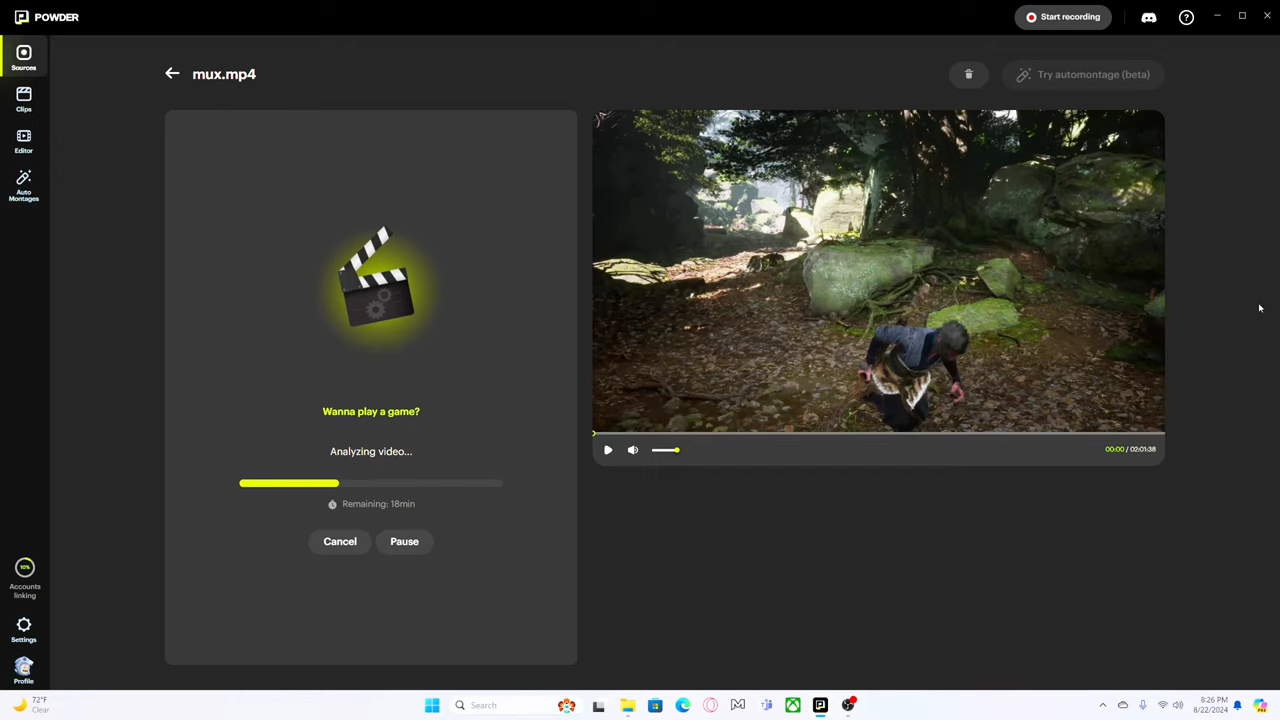 POWDER
Start recording
Sources
mux.mp4
Try automontage (beta)
Clips
Editor
Auto
Montages
Wanna play a game?
Analyzing video...
00:00 / 02:01:38
Remaining: 18min
Cancel
Pause
10%
Accounts
linking
Settings
Profile
72°F
Clear
Search
8:26 PM
8/22/2024